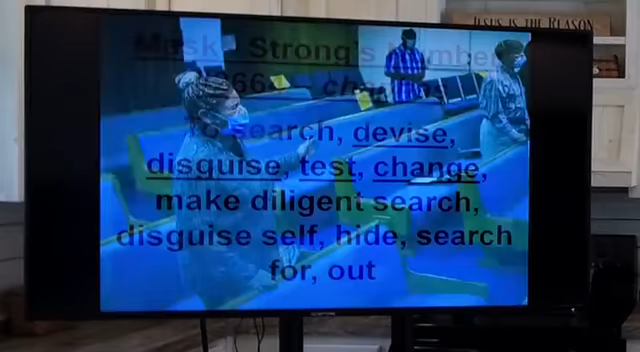 JESUS IS THE REASON
Mask: Strong's Number
To search, devise,
disguise, test, change,
make diligent search,
disguise self, hide, search
for, out